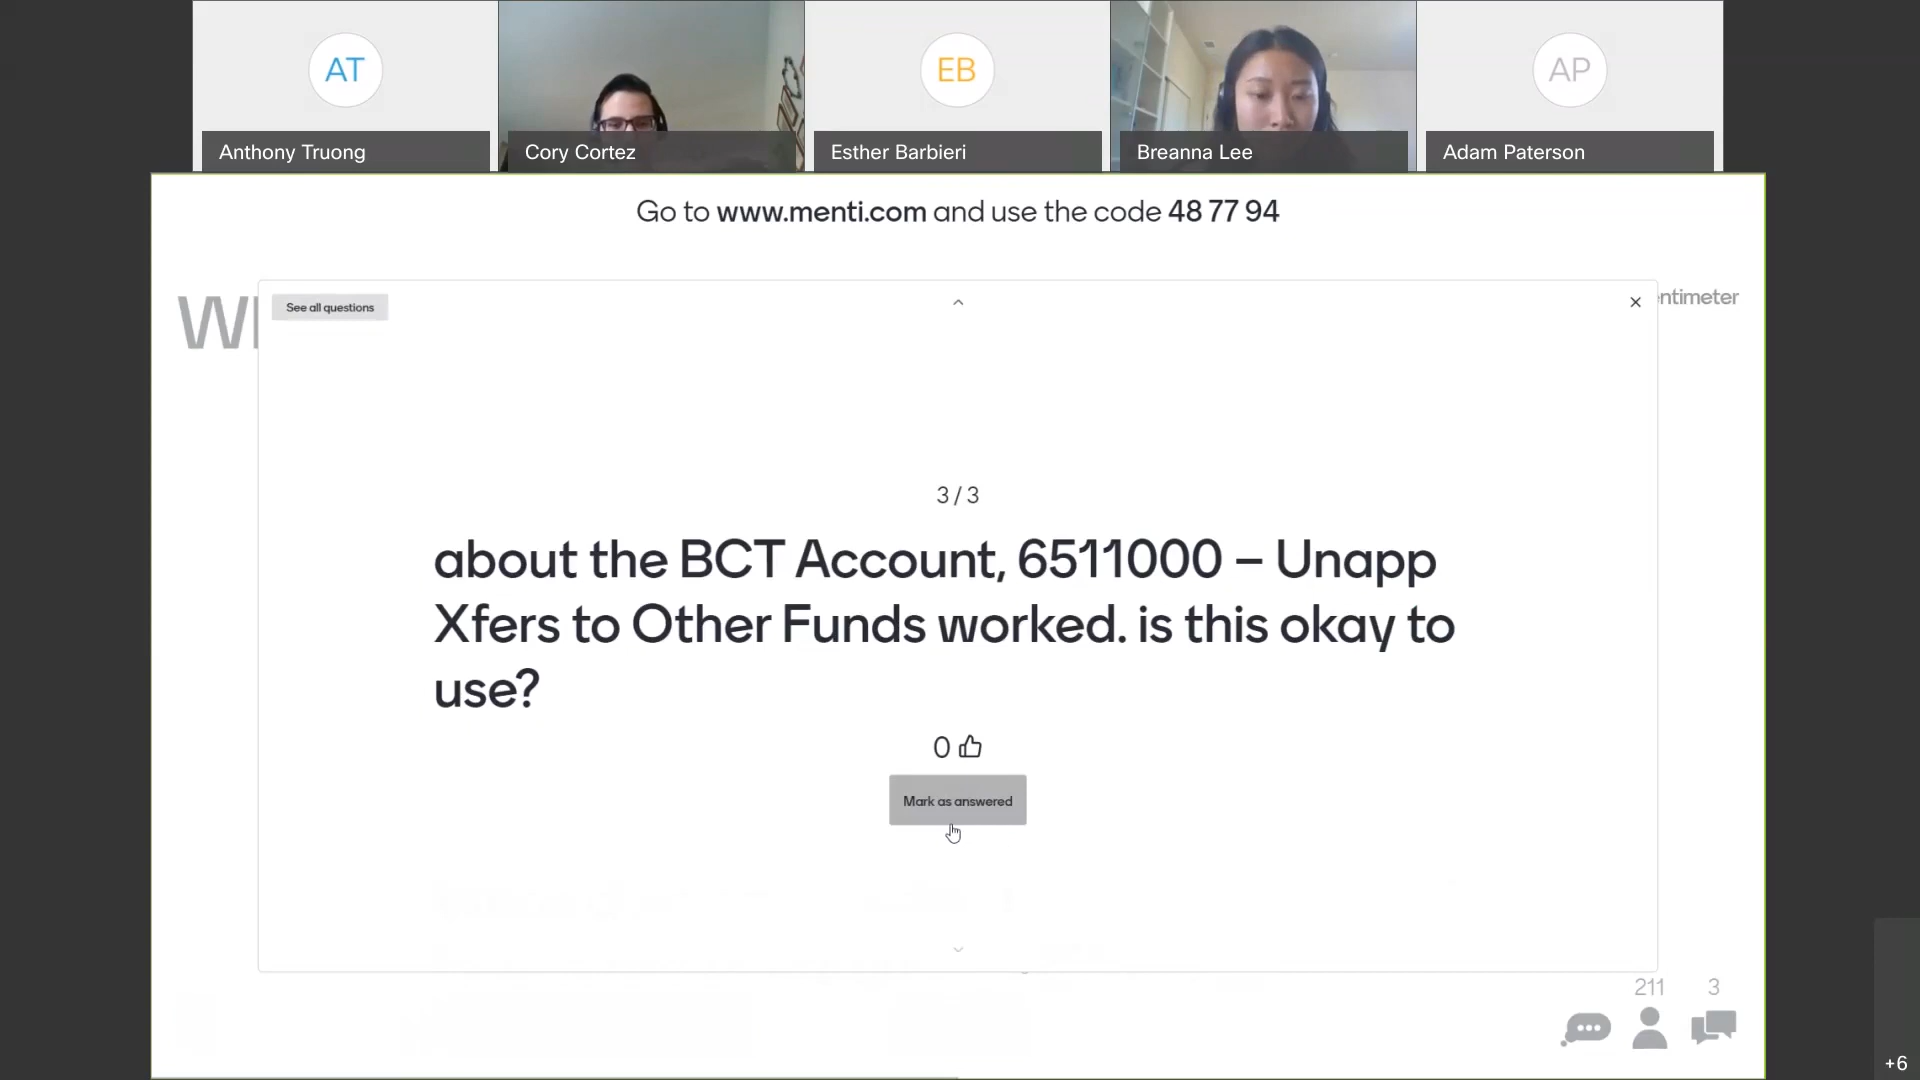 AT
EB
AP
Anthony Truong
Cory Cortez
Esther Barbieri
Breanna Lee
Adam Paterson
Go to www.menti.com and use the code 48 77 94
See all questions
ntimeter
3 / 3
about the BCT Account, 6511000 – Unapp
Xfers to Other Funds worked. is this okay to
use?
0
Mark as answered
211
3
+6